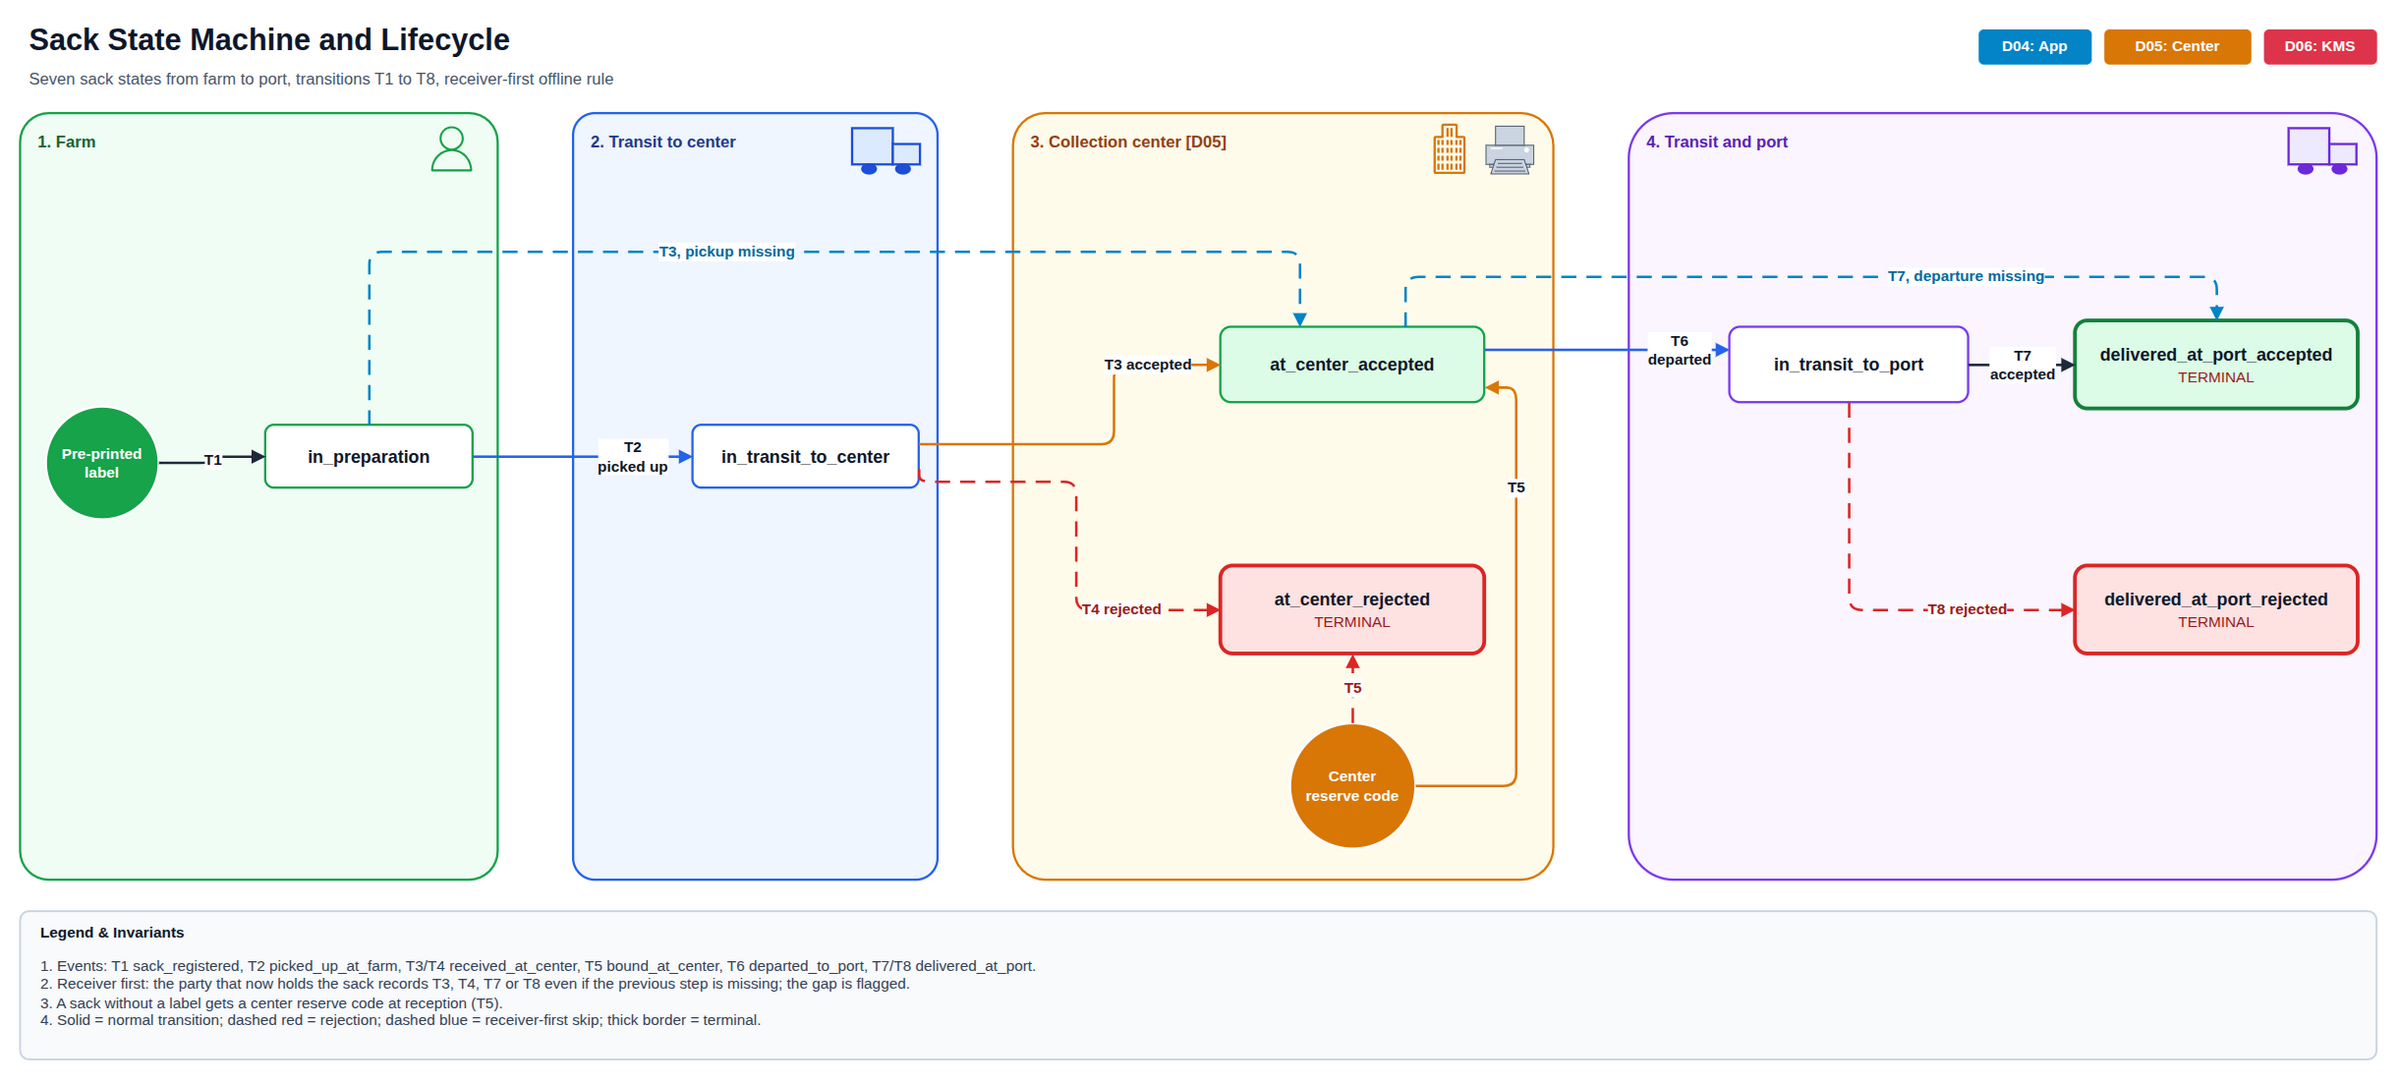 Sack State Machine and Lifecycle
Seven sack states from farm to port, transitions T1 to T8, receiver-first offline rule
D04: App
D05: Center
D06: KMS
1. Farm
2. Transit to center
3. Collection center [D05]
4. Transit and port
T3, pickup missing
T7, departure missing
T6
departed
T3 accepted
at_center_accepted
in_transit_to_port
T7
accepted
delivered_at_port_accepted
TERMINAL
Pre-printed
label
T1
in_preparation
T2
picked up
in_transit_to_center
T5
T4 rejected
at_center_rejected
TERMINAL
T8 rejected
delivered_at_port_rejected
TERMINAL
T5
Center
reserve code
Legend & Invariants
1. Events: T1 sack_registered, T2 picked_up_at_farm, T3/T4 received_at_center, T5 bound_at_center, T6 departed_to_port, T7/T8 delivered_at_port.
2. Receiver first: the party that now holds the sack records T3, T4, T7 or T8 even if the previous step is missing; the gap is flagged.
3. A sack without a label gets a center reserve code at reception (T5).
4. Solid = normal transition; dashed red = rejection; dashed blue = receiver-first skip; thick border = terminal.